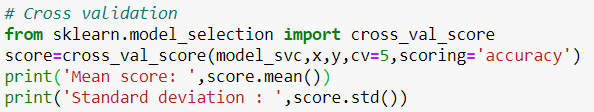 # Cross validation
from sklearn.model_selection import cross_val_score
score=cross_val_score(model_svc,x,y,cv=5,scoring='accuracy')
print('Mean score: ',score.mean())
print('Standard deviation : ',score.std())